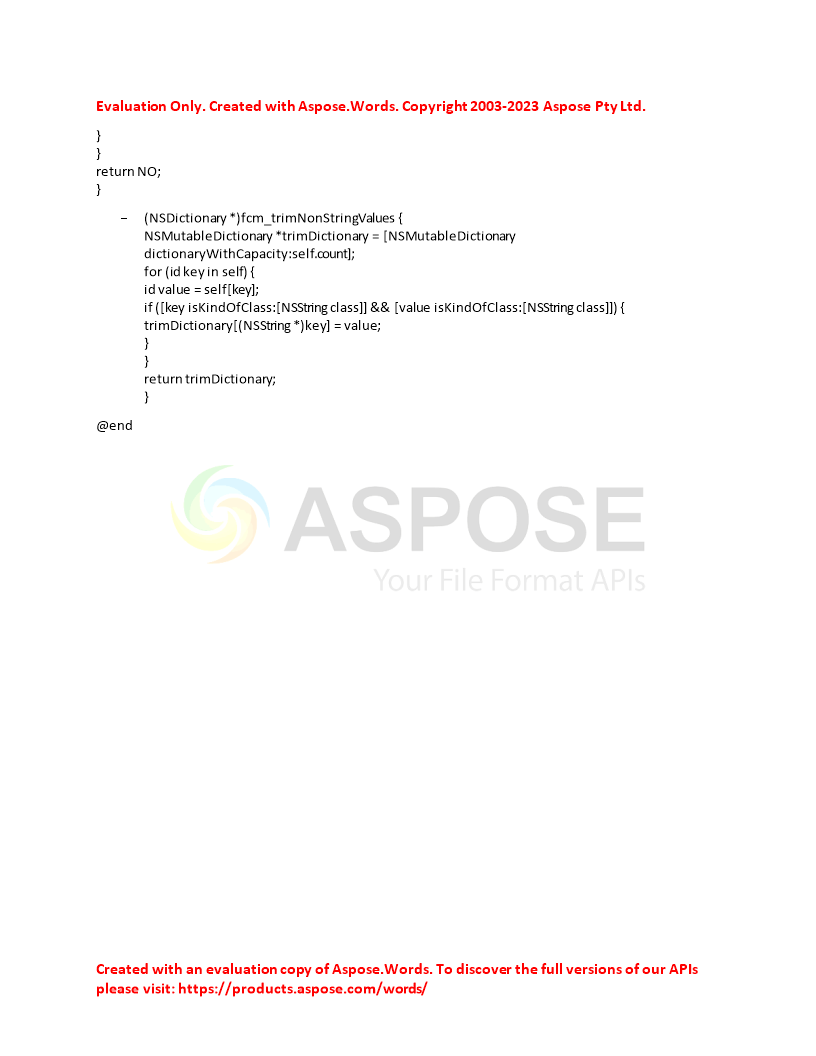 Evaluation Only. Created with Aspose.Words. Copyright 2003-2023 Aspose Pty Ltd.
}
}
return NO;
}
– (NSDictionary *)fcm_trimNonStringValues {
NSMutableDictionary *trimDictionary = [NSMutableDictionary
dictionaryWithCapacity:self.count];
for (id key in self) {
id value = self[key];
if ([key isKindOfClass:[NSString class]] && [value isKindOfClass:[NSString class]]) {
trimDictionary[(NSString *)key] = value;
}
}
return trimDictionary;
}
@end
ASPOSE
Your File Format APIs
Created with an evaluation copy of Aspose.Words. To discover the full versions of our APIs
please visit: https://products.aspose.com/words/